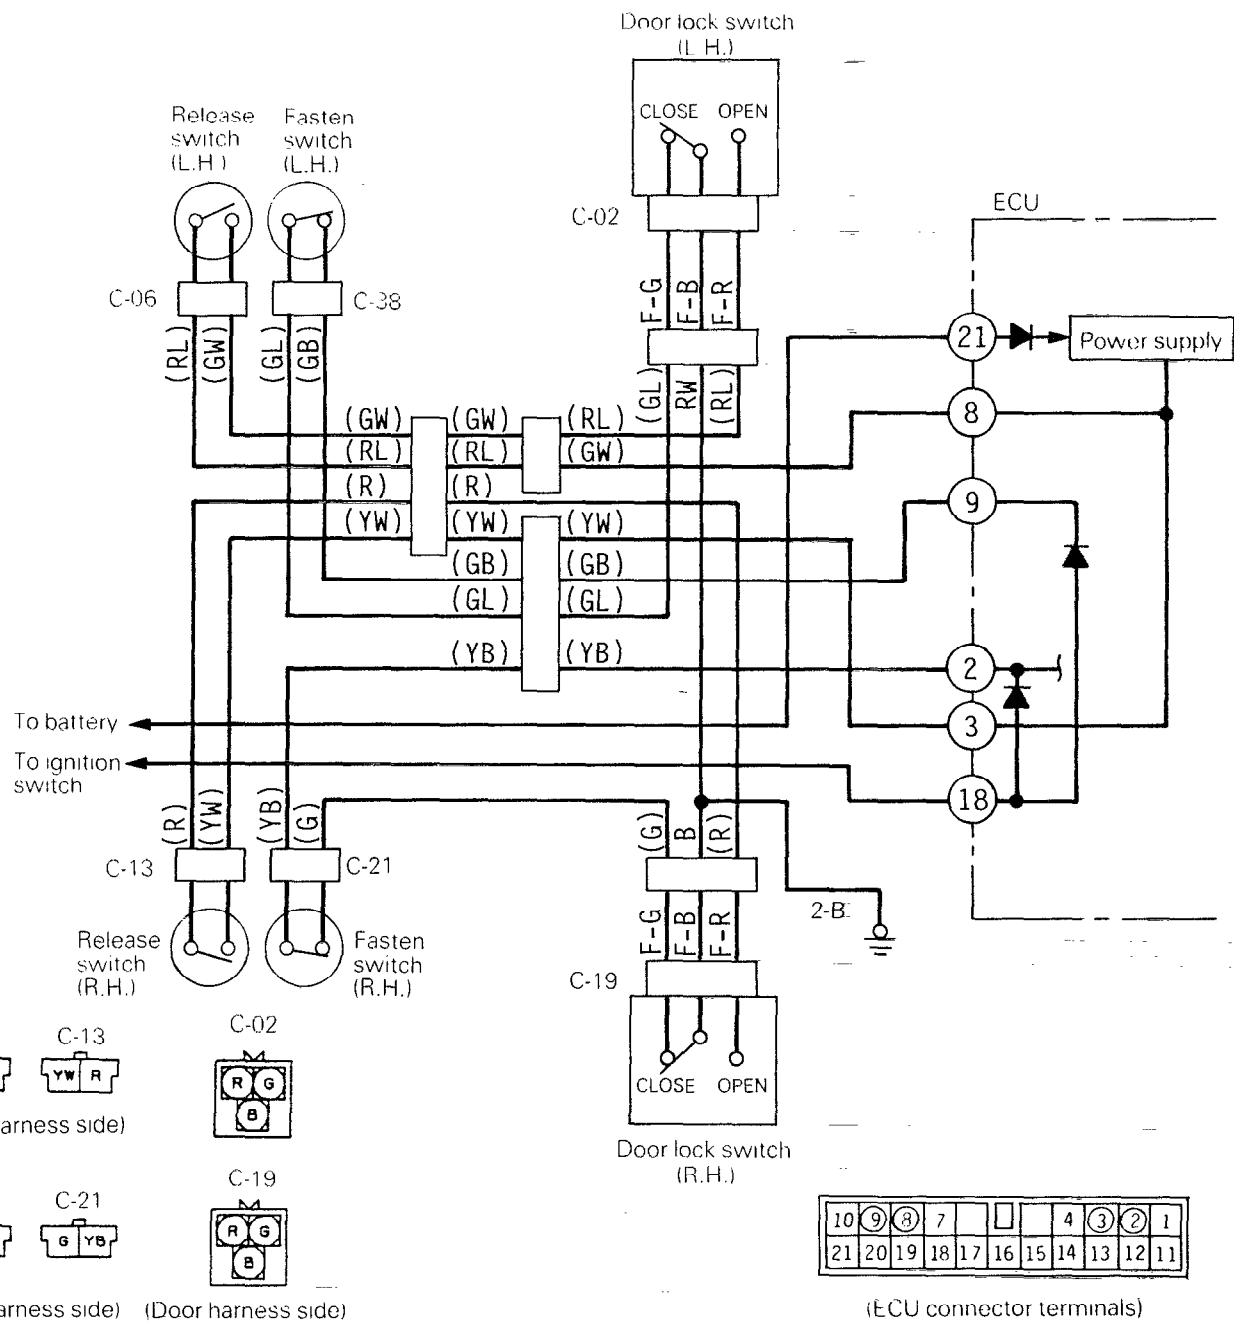 Door lock switch
(L.H.)
CLOSE OPEN
Release
switch
(L.H.)
Fasten
switch
(L.H.)
C-02
ECU
C-06
C-38
F-G F-B F-R
(RL) (GW) (GL) (GB)
21
Power supply
(GL) RW (RL)
8
(GW) (GW) (RL)
(RL) (RL) (GW)
(R) (R)
9
(YW) (YW) (YW)
(GB) (GB)
(GL) (GL)
(YB) (YB)
2
To battery
3
To ignition
switch
18
(R) (YW) (YB) (G)
(G) B (R)
C-13
C-21
2-B
F-G F-B F-R
Release
switch
(R.H.)
Fasten
switch
(R.H.)
C-19
CLOSE OPEN
Door lock switch
(R.H.)
C-13
YW R
C-02
R G
B
arness side)
C-21
G YB
C-19
R G
B
10 9 8 7 4 3 2 1
21 20 19 18 17 16 15 14 13 12 11
arness side) (Door harness side)
(ECU connector terminals)